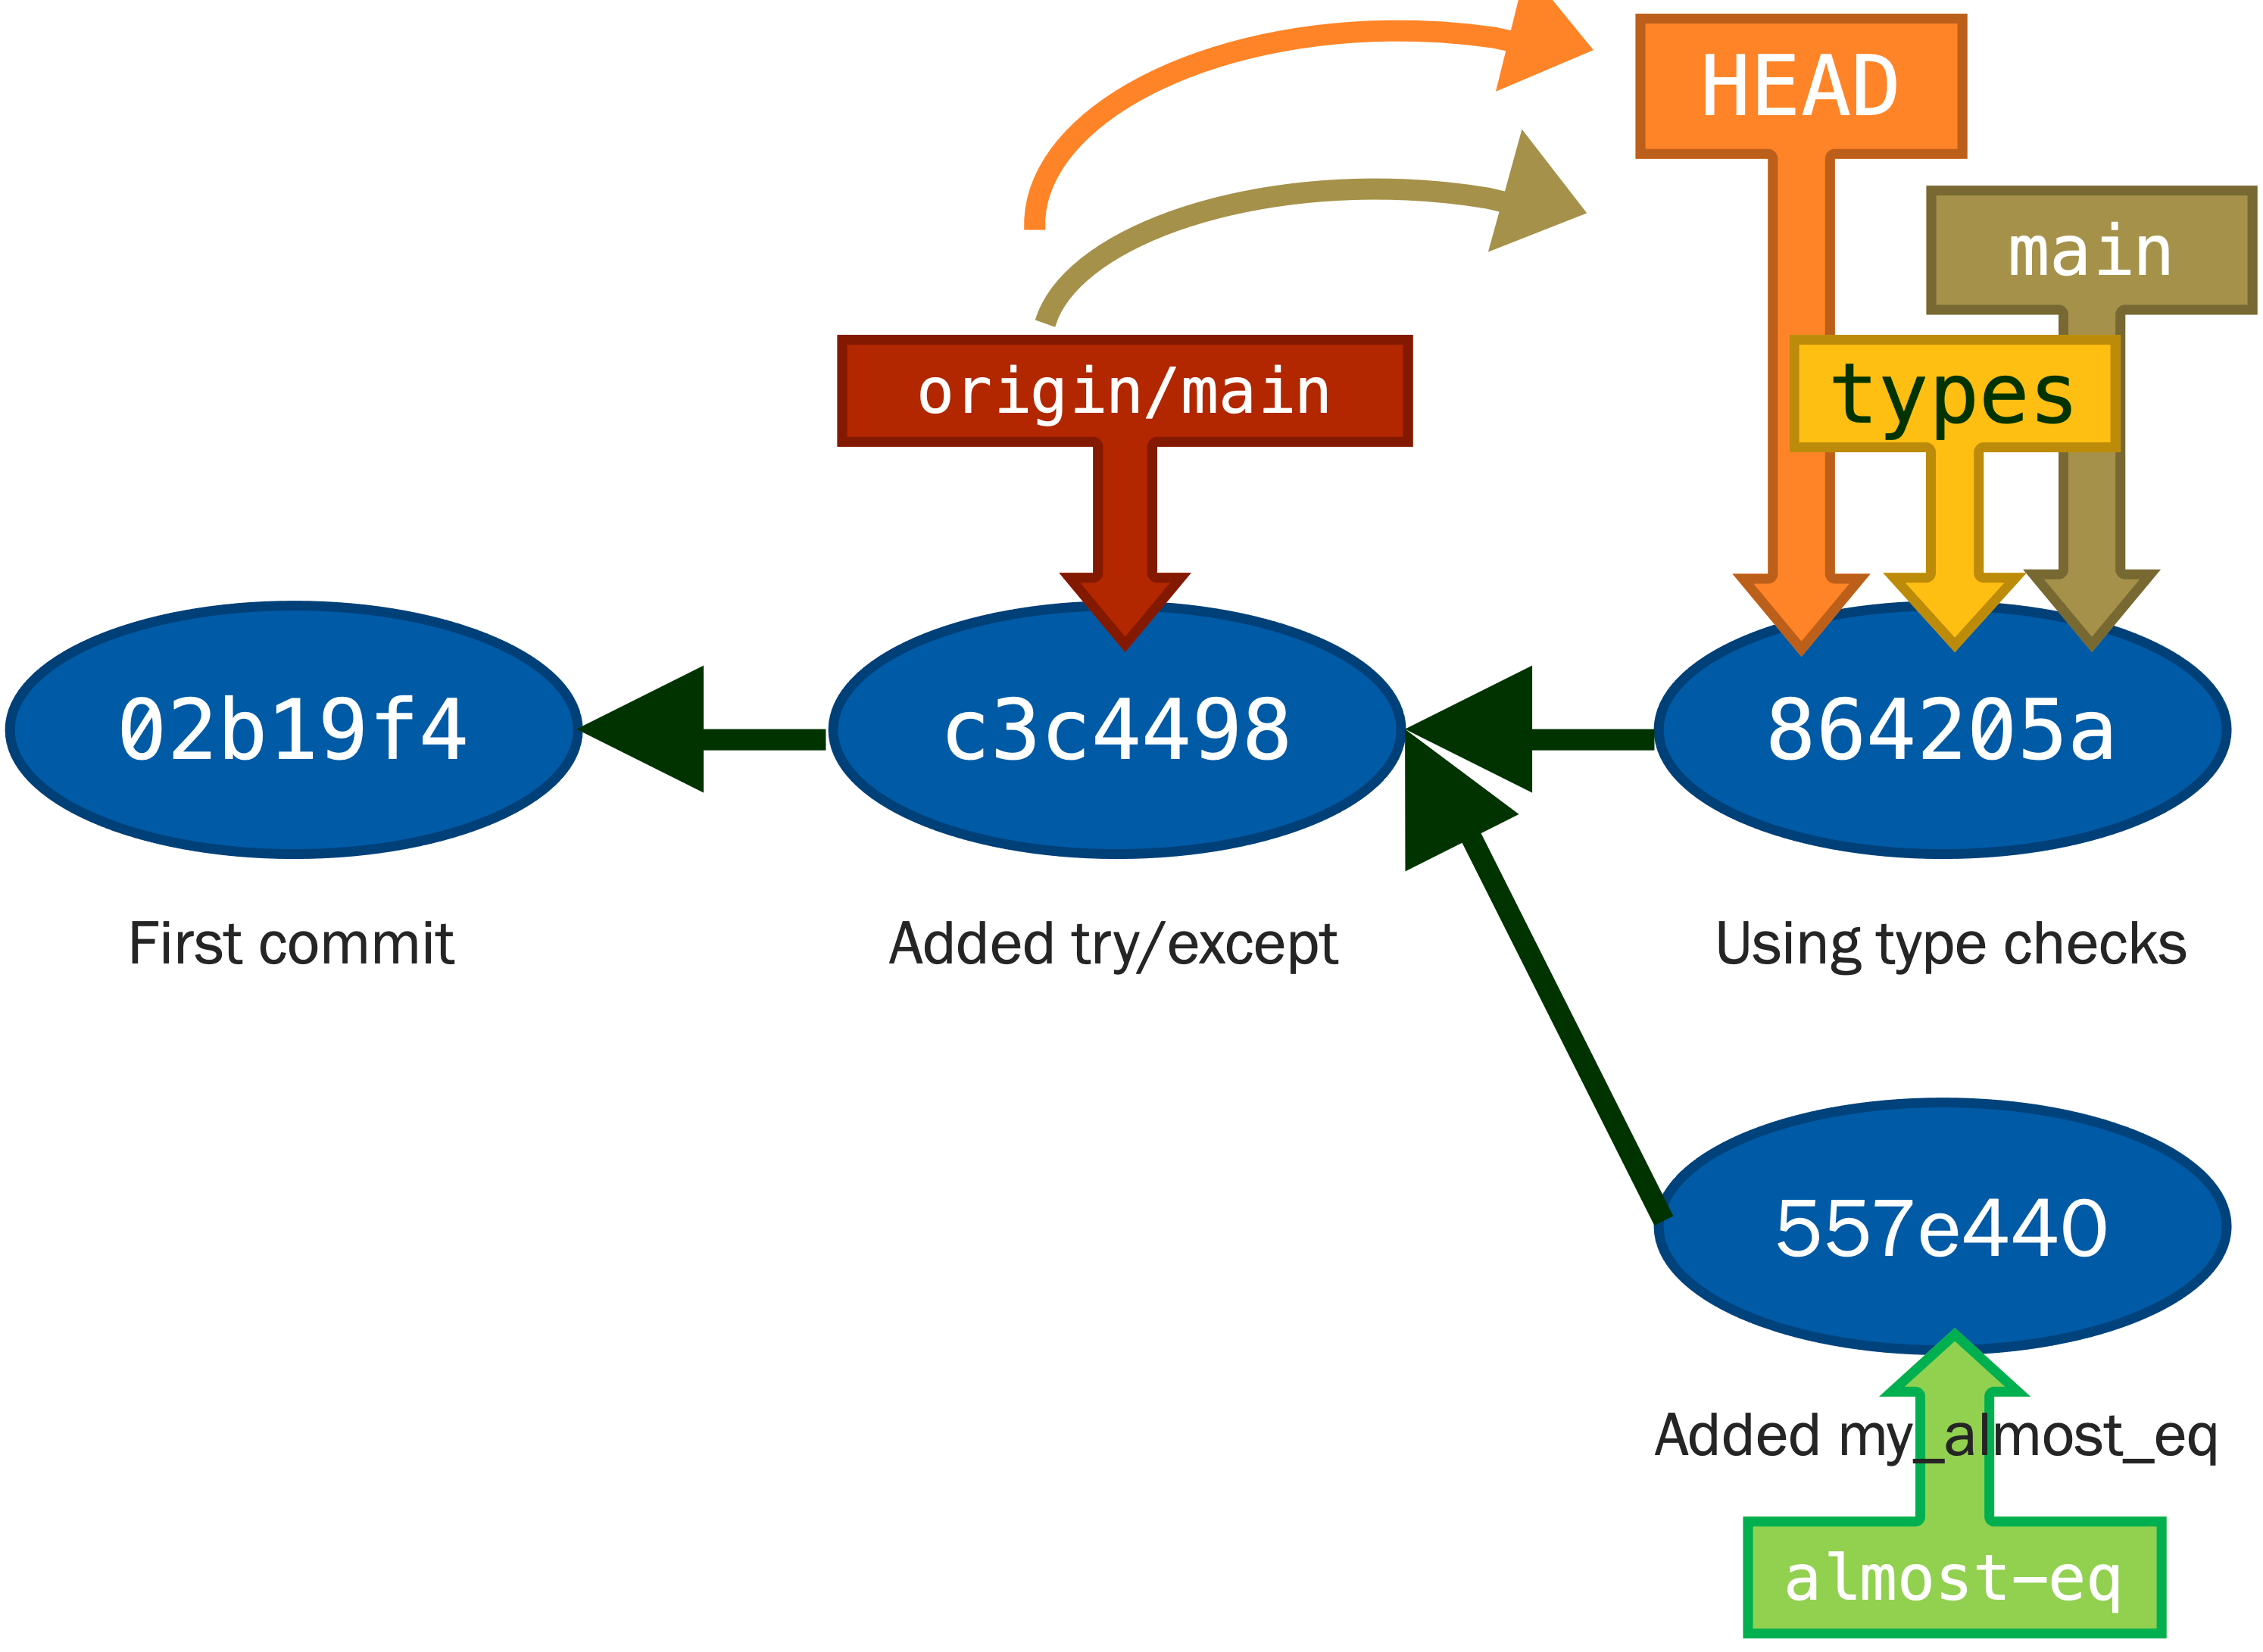 HEAD
main
origin/main
types
02b19f4
c3c4498
864205a
First commit
Added try/except
Using type checks
557e440
Added my_almost_eq
almost-eq